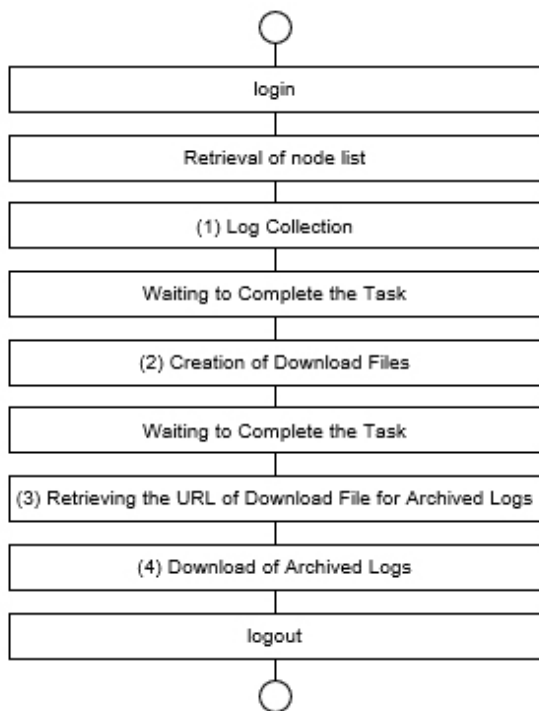 login
Retrieval of node list
(1) Log Collection
Waiting to Complete the Task
(2) Creation of Download Files
Waiting to Complete the Task
(3) Retrieving the URL of Download File for Archived Logs
(4) Download of Archived Logs
logout